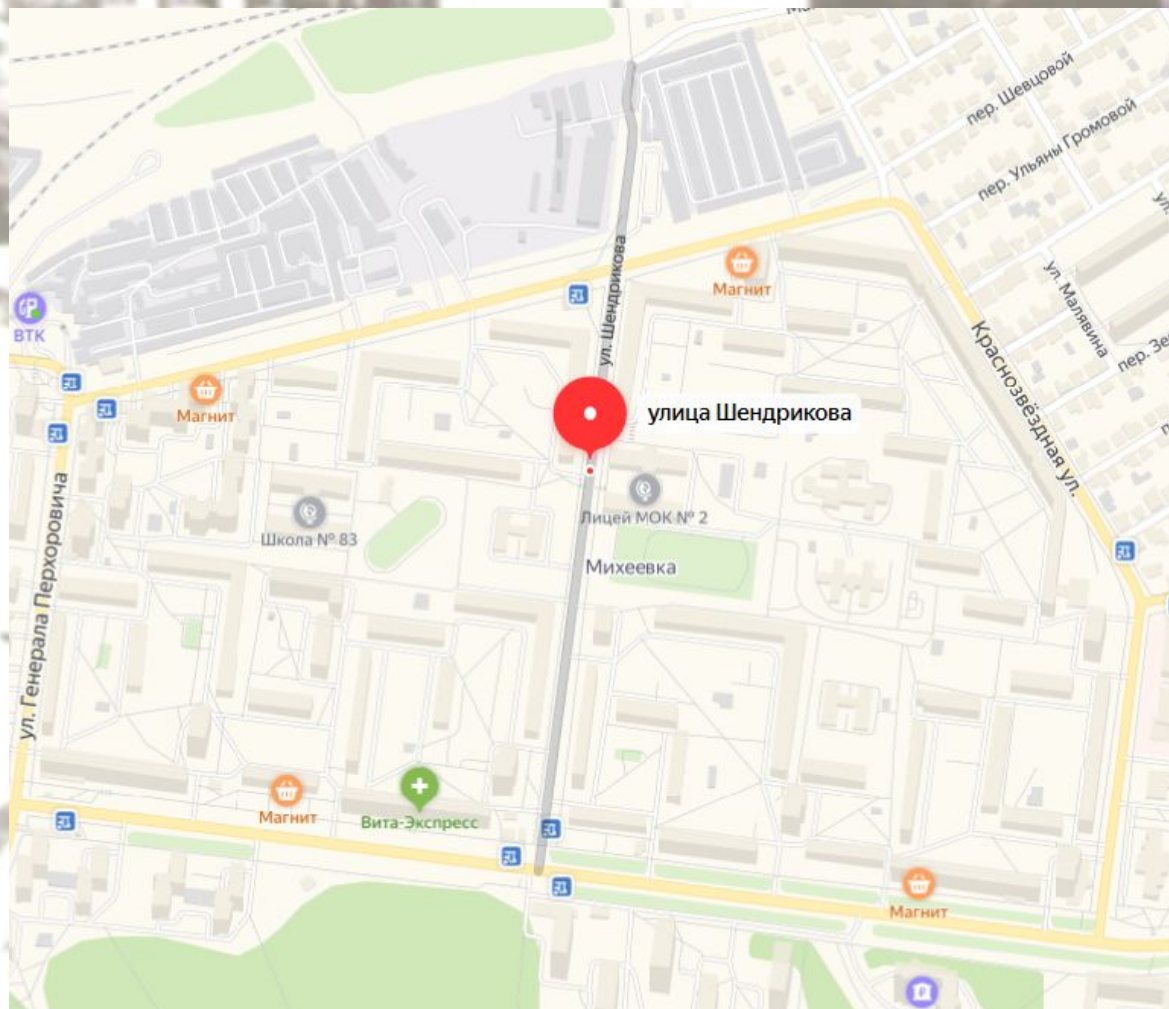 пер. Шевцовой
пер. Ульяны Громовой
ул. Шендрикова
Магнит
ул. Малявина
ВТК
Краснозвёздная ул.
Магнит
улица Шендрикова
ул. Генерала Перхоровича
Школа № 83
Лицей МОК № 2
Михеевка
Магнит
Вита-Экспресс
Магнит